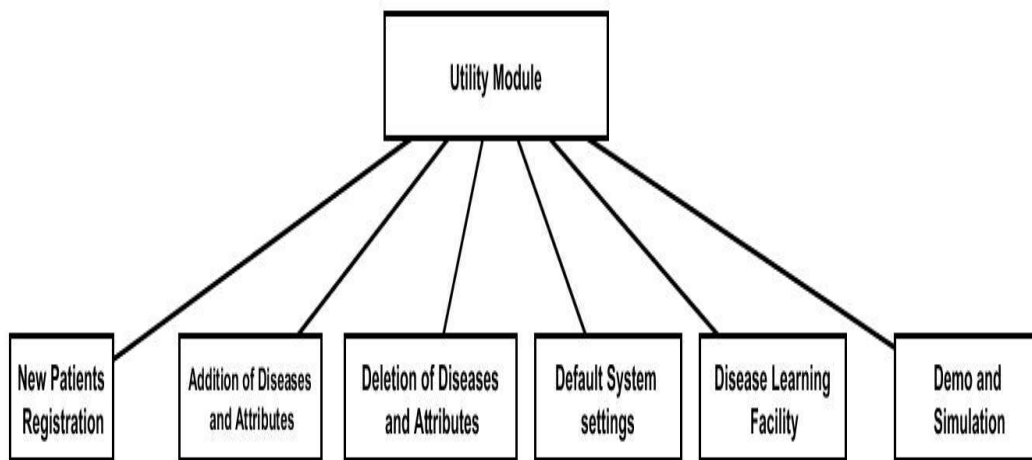 Utility Module
New Patients
Registration
Addition of Diseases
and Attributes
Deletion of Diseases
and Attributes
Default System
settings
Disease Learning
Facility
Demo and
Simulation